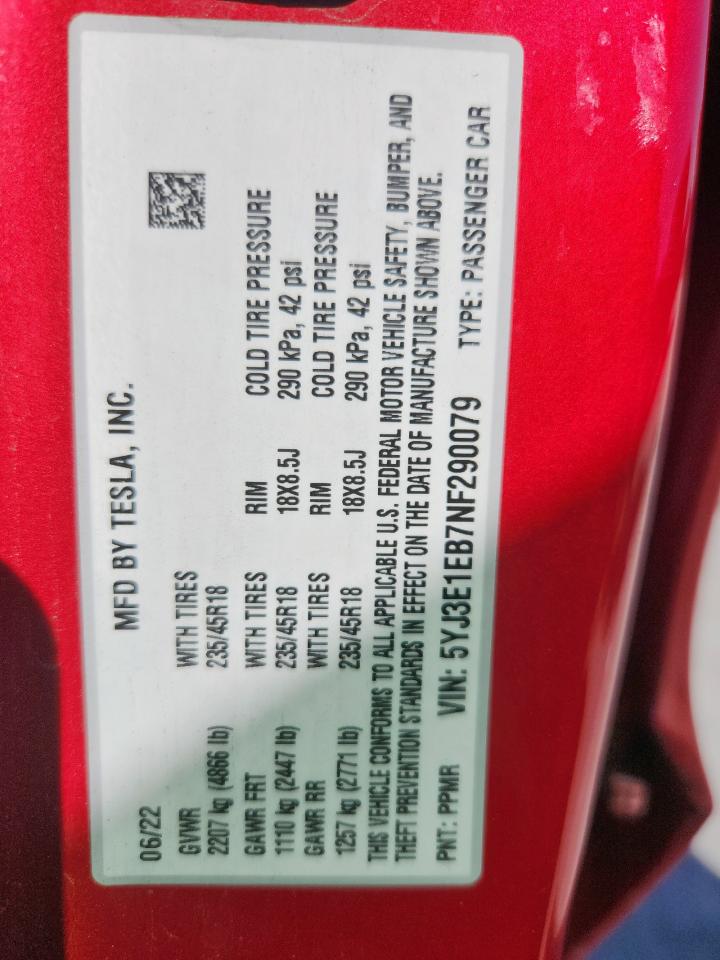 MFD BY TESLA, INC.
06/22
GVWR WITH TIRES
2207 kg (4866 lb) 235/45R18
GAWR FRT WITH TIRES RIM COLD TIRE PRESSURE
1110 kg (2447 lb) 235/45R18 18X8.5J 290 kPa, 42 psi
GAWR RR WITH TIRES RIM COLD TIRE PRESSURE
1257 kg (2771 lb) 235/45R18 18X8.5J 290 kPa, 42 psi
THIS VEHICLE CONFORMS TO ALL APPLICABLE U.S. FEDERAL MOTOR VEHICLE SAFETY, BUMPER, AND
THEFT PREVENTION STANDARDS IN EFFECT ON THE DATE OF MANUFACTURE SHOWN ABOVE.
PNT: PPMR VIN: 5YJ3E1EB7NF290079 TYPE: PASSENGER CAR